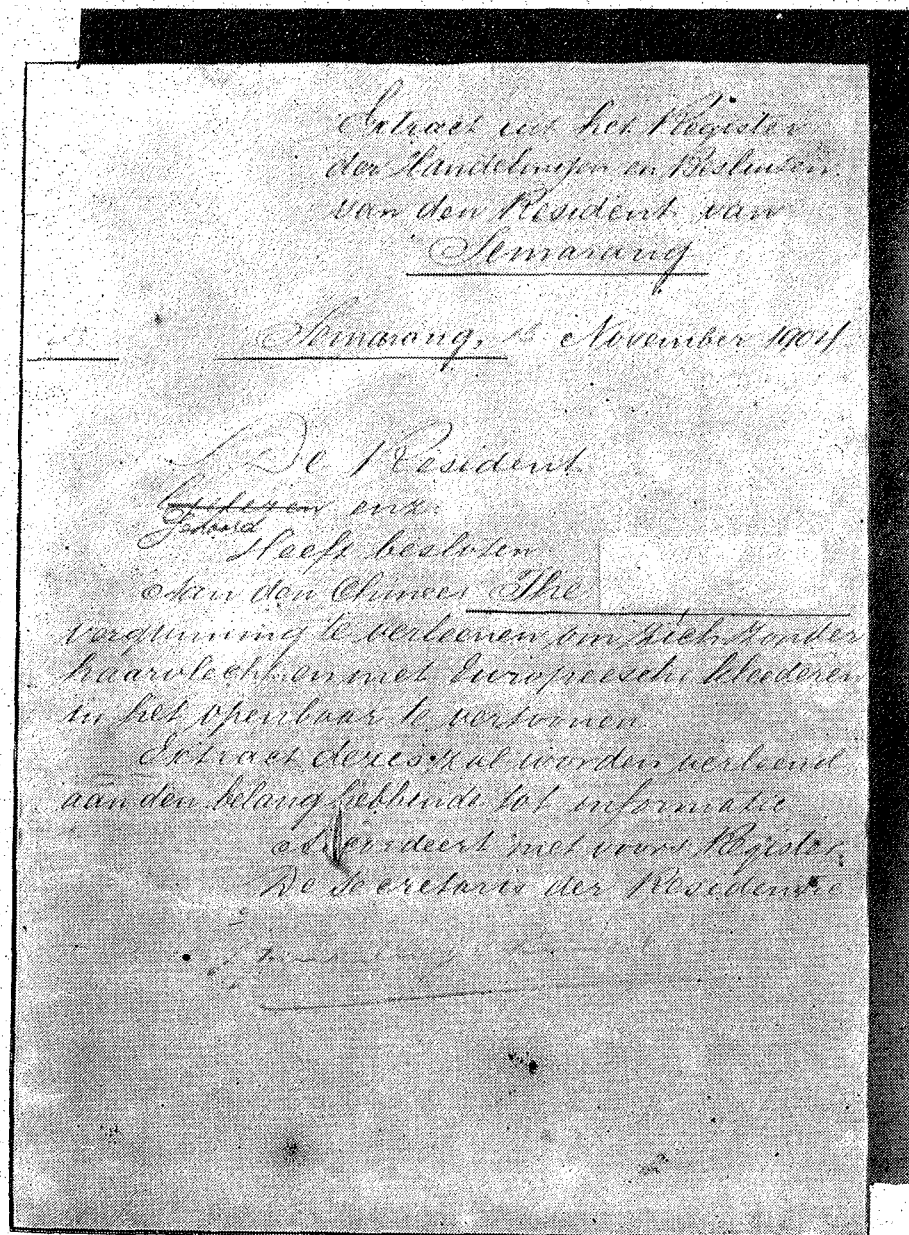 Extract uit het Register
der Handelingen en Besluiten
van den Resident van
Semarang
Semarang, November 1904
De Resident
Gelezen enz.
Gehoord
Heeft besloten
Aan den Chinees The
vergunning te verleenen om zich zonder
haarvlecht en met Europeesche kleederen
in het openbaar te vertoonen.
Extract dezes zal worden verleend
aan den belanghebbende tot informatie
Accordeert met voors. Register
De Secretaris der Residentie